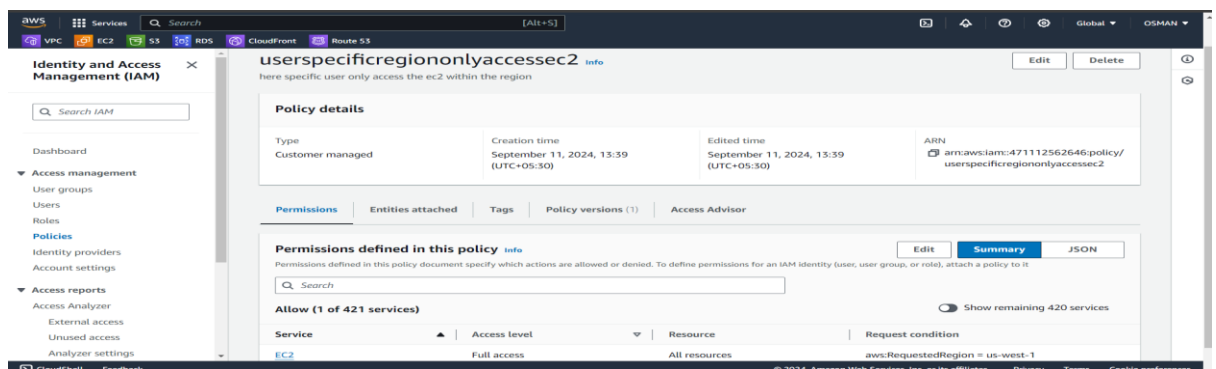 aws Services Search [Alt+S] Global OSMAN
VPC EC2 S3 RDS CloudFront Route 53
Identity and Access Management (IAM)
Search IAM
Dashboard
Access management
User groups
Users
Roles
Policies
Identity providers
Account settings
Access reports
Access Analyzer
External access
Unused access
Analyzer settings
userspecificregiononlyaccessec2 Info
Edit Delete
here specific user only access the ec2 within the region
Policy details
Type
Customer managed
Creation time
September 11, 2024, 13:39 (UTC+05:30)
Edited time
September 11, 2024, 13:39 (UTC+05:30)
ARN
arn:aws:iam::471112562646:policy/userspecificregiononlyaccessec2
Permissions Entities attached Tags Policy versions (1) Access Advisor
Permissions defined in this policy Info
Edit Summary JSON
Permissions defined in this policy document specify which actions are allowed or denied. To define permissions for an IAM identity (user, user group, or role), attach a policy to it
Search
Allow (1 of 421 services)
Show remaining 420 services
Service Access level Resource Request condition
EC2 Full access All resources aws:RequestedRegion = us-west-1
CloudShell Feedback © 2024, Amazon Web Services, Inc. or its affiliates. Privacy Terms Cookie preferences